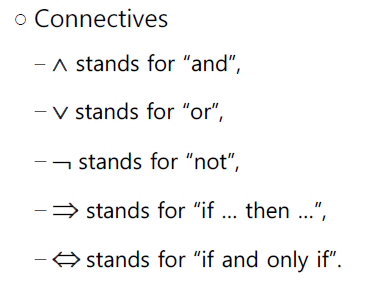 ○ Connectives
– ∧ stands for “and”,
– ∨ stands for “or”,
– ¬ stands for “not”,
– ⇒ stands for “if … then …”,
– ⇔ stands for “if and only if”.